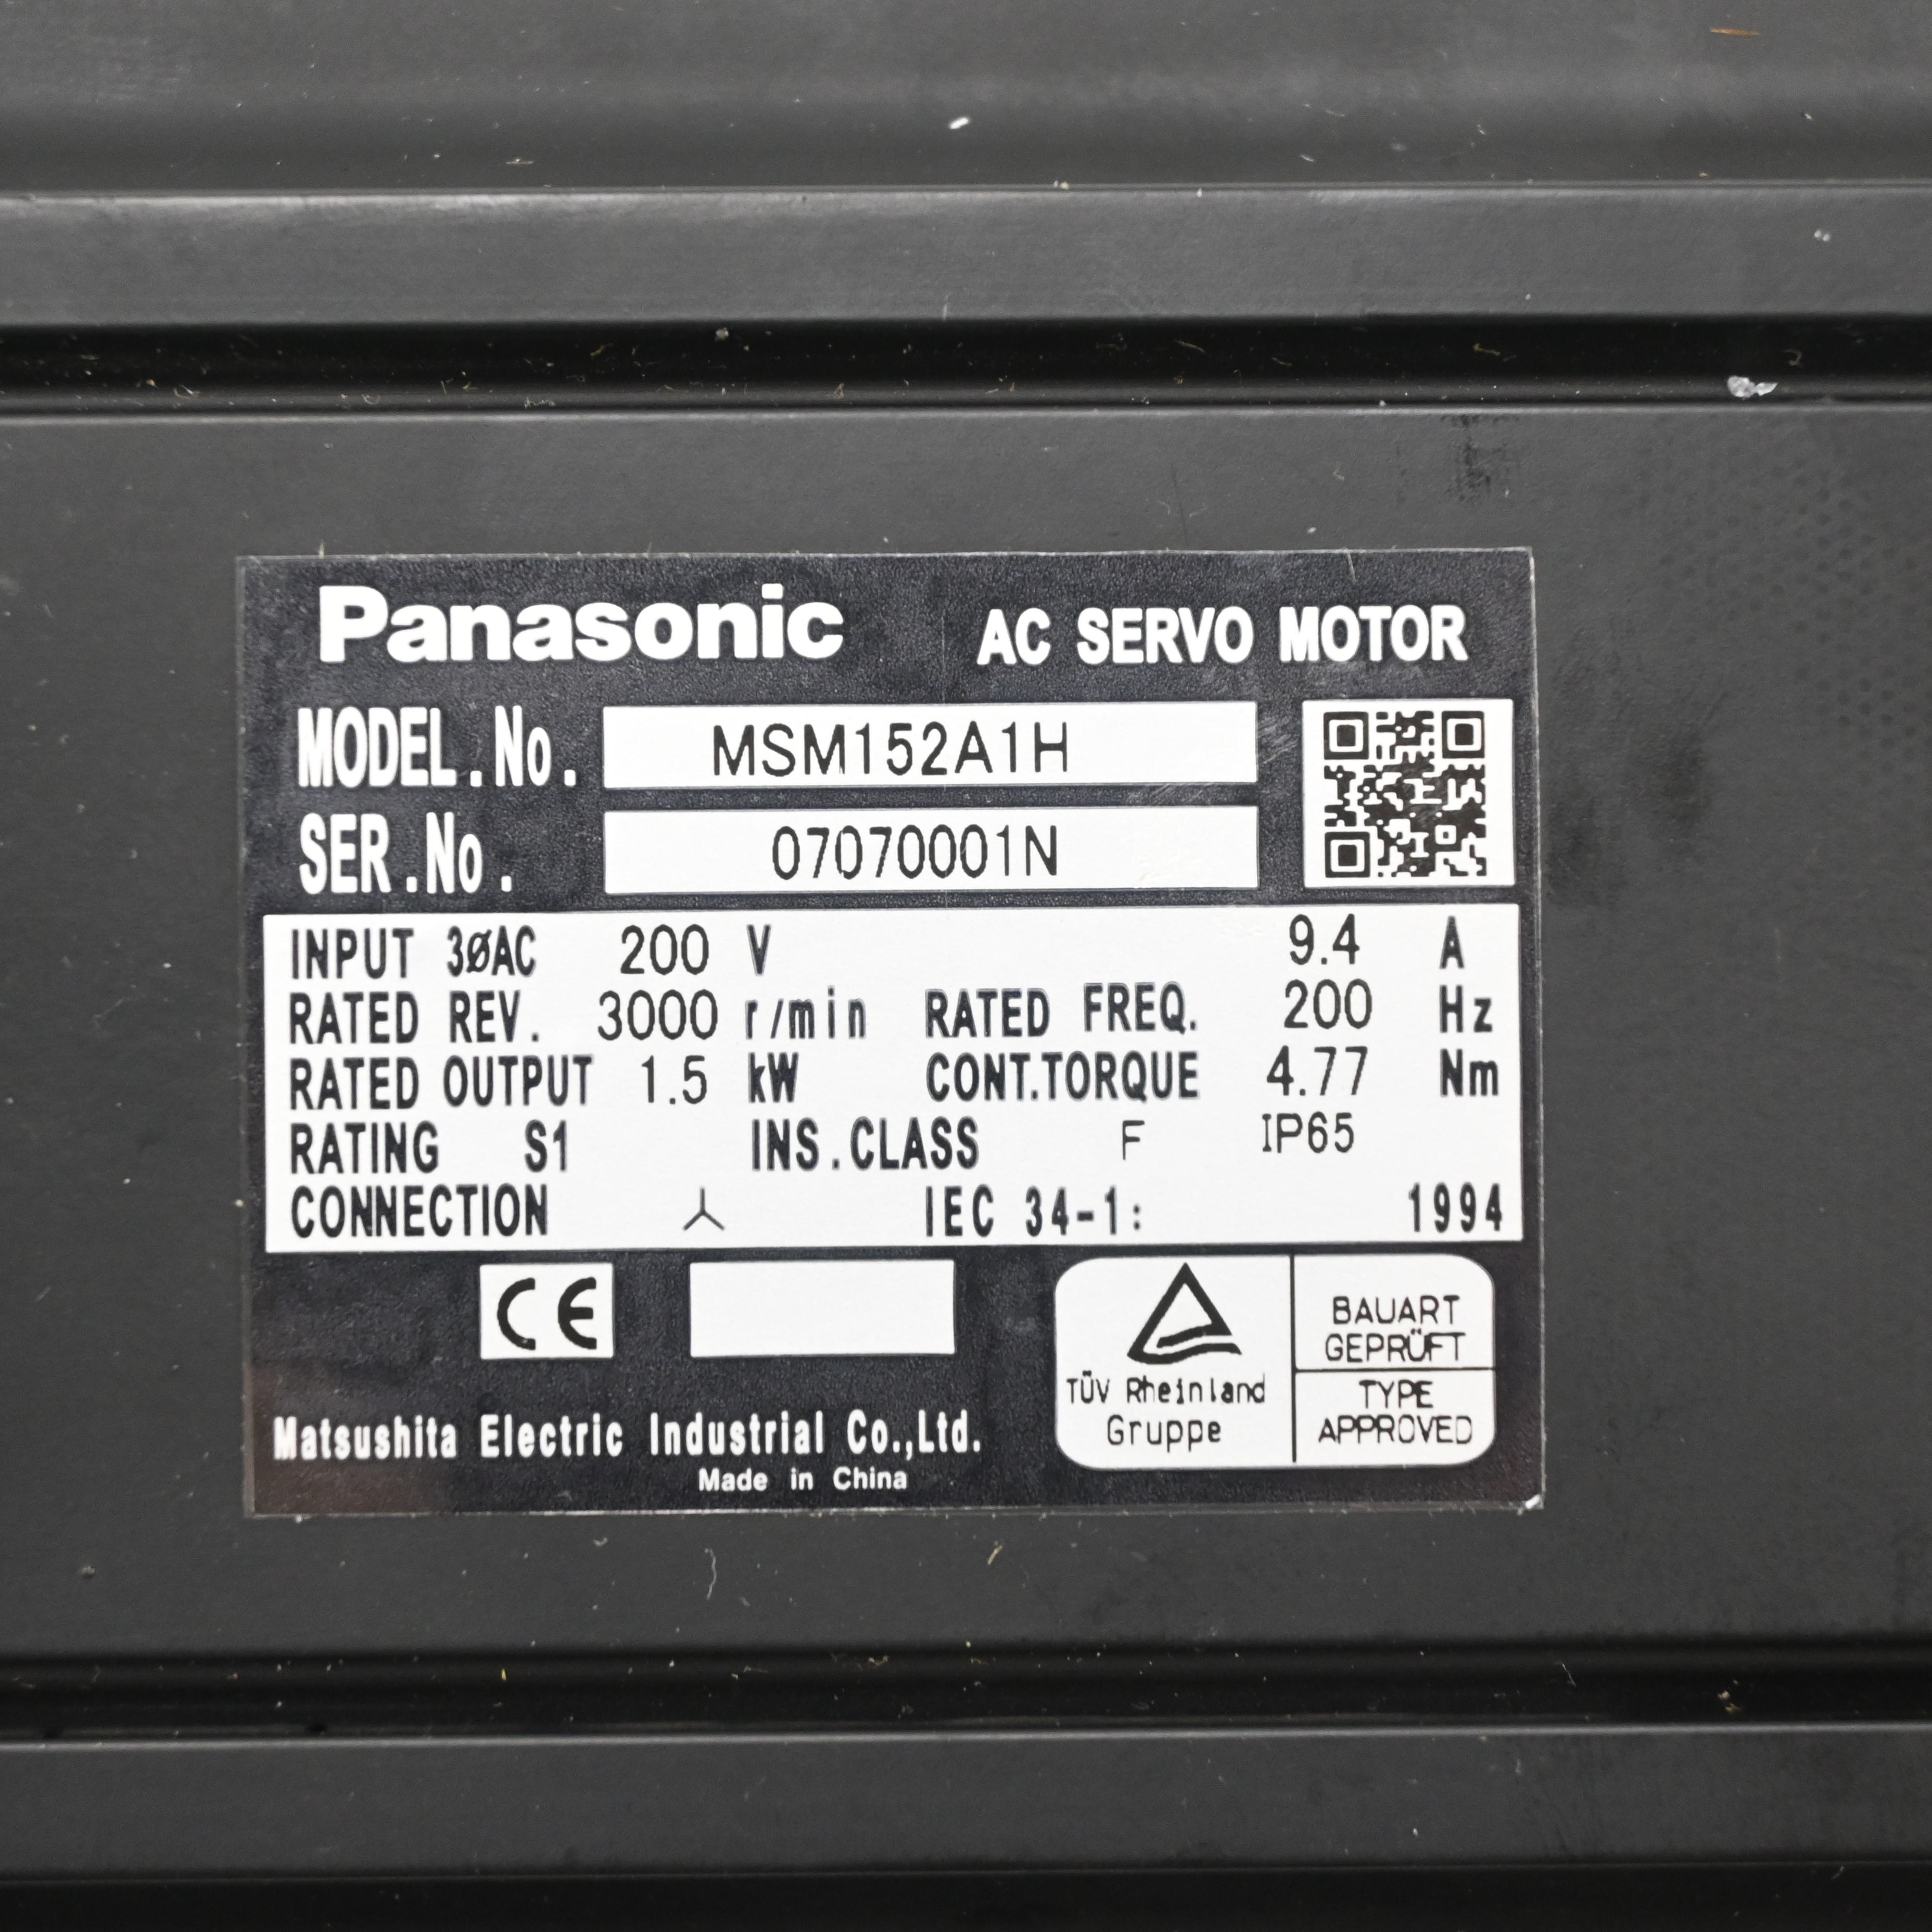 Panasonic AC SERVO MOTOR
MODEL.No. MSM152A1H
SER.No. 07070001N
INPUT 3øAC 200 V 9.4 A
RATED REV. 3000 r/min RATED FREQ. 200 Hz
RATED OUTPUT 1.5 kW CONT.TORQUE 4.77 Nm
RATING S1 INS.CLASS F IP65
CONNECTION IEC 34-1: 1994
CE
BAUART
GEPRÜFT
TÜV Rheinland
Gruppe
TYPE
APPROVED
Matsushita Electric Industrial Co.,Ltd.
Made in China